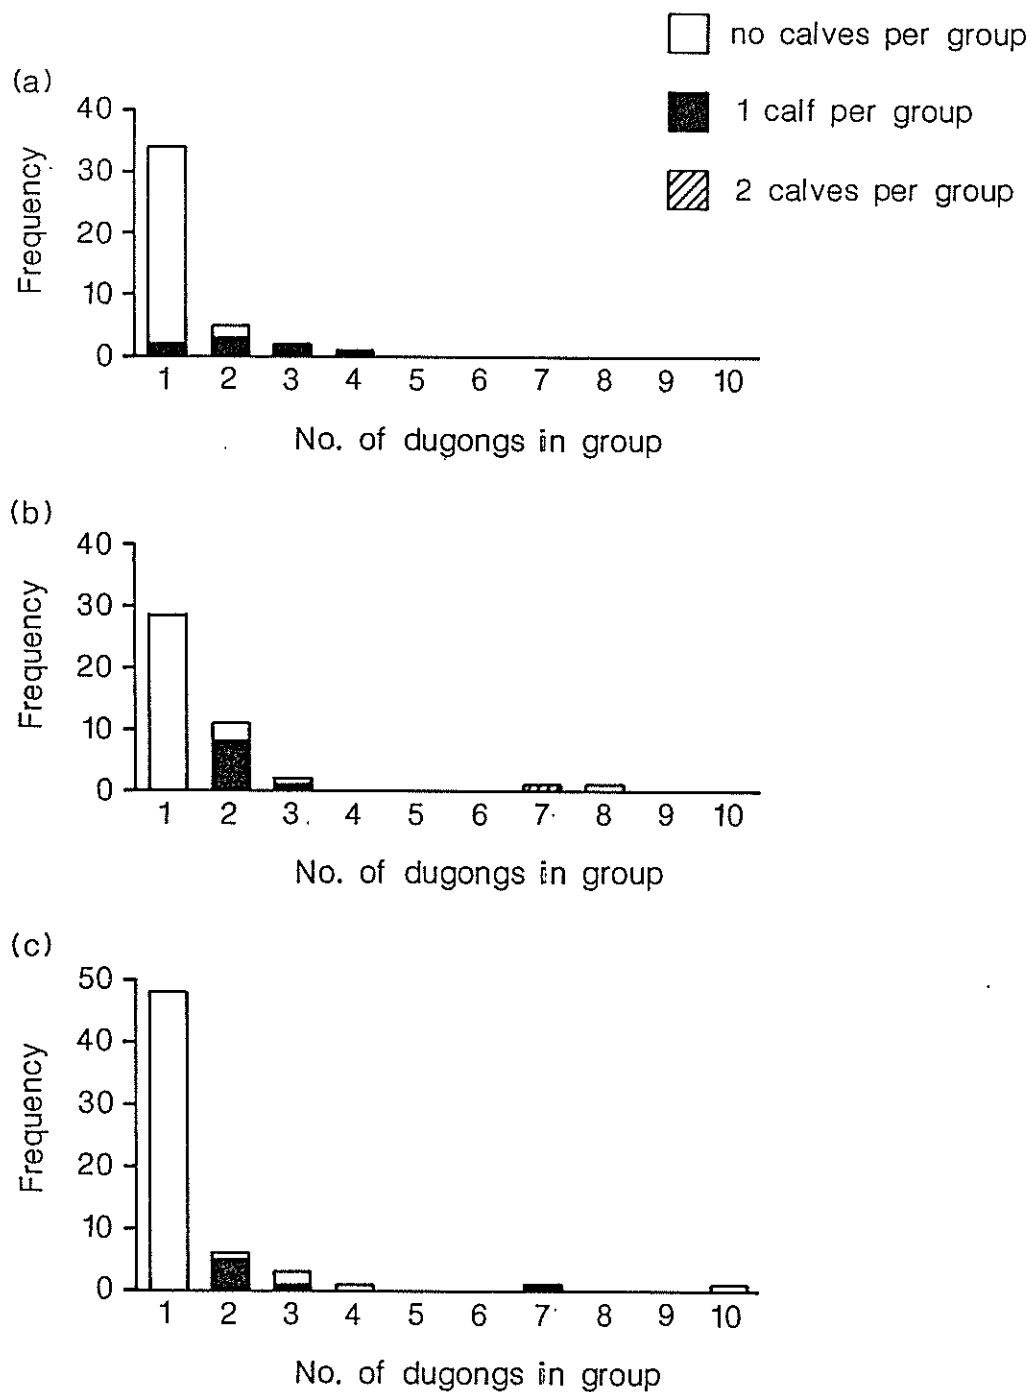 no calves per group
1 calf per group
2 calves per group
(a)
Frequency
40
30
20
10
0
1 2 3 4 5 6 7 8 9 10
No. of dugongs in group
(b)
Frequency
40
30
20
10
0
1 2 3 4 5 6 7 8 9 10
No. of dugongs in group
(c)
Frequency
50
40
30
20
10
0
1 2 3 4 5 6 7 8 9 10
No. of dugongs in group